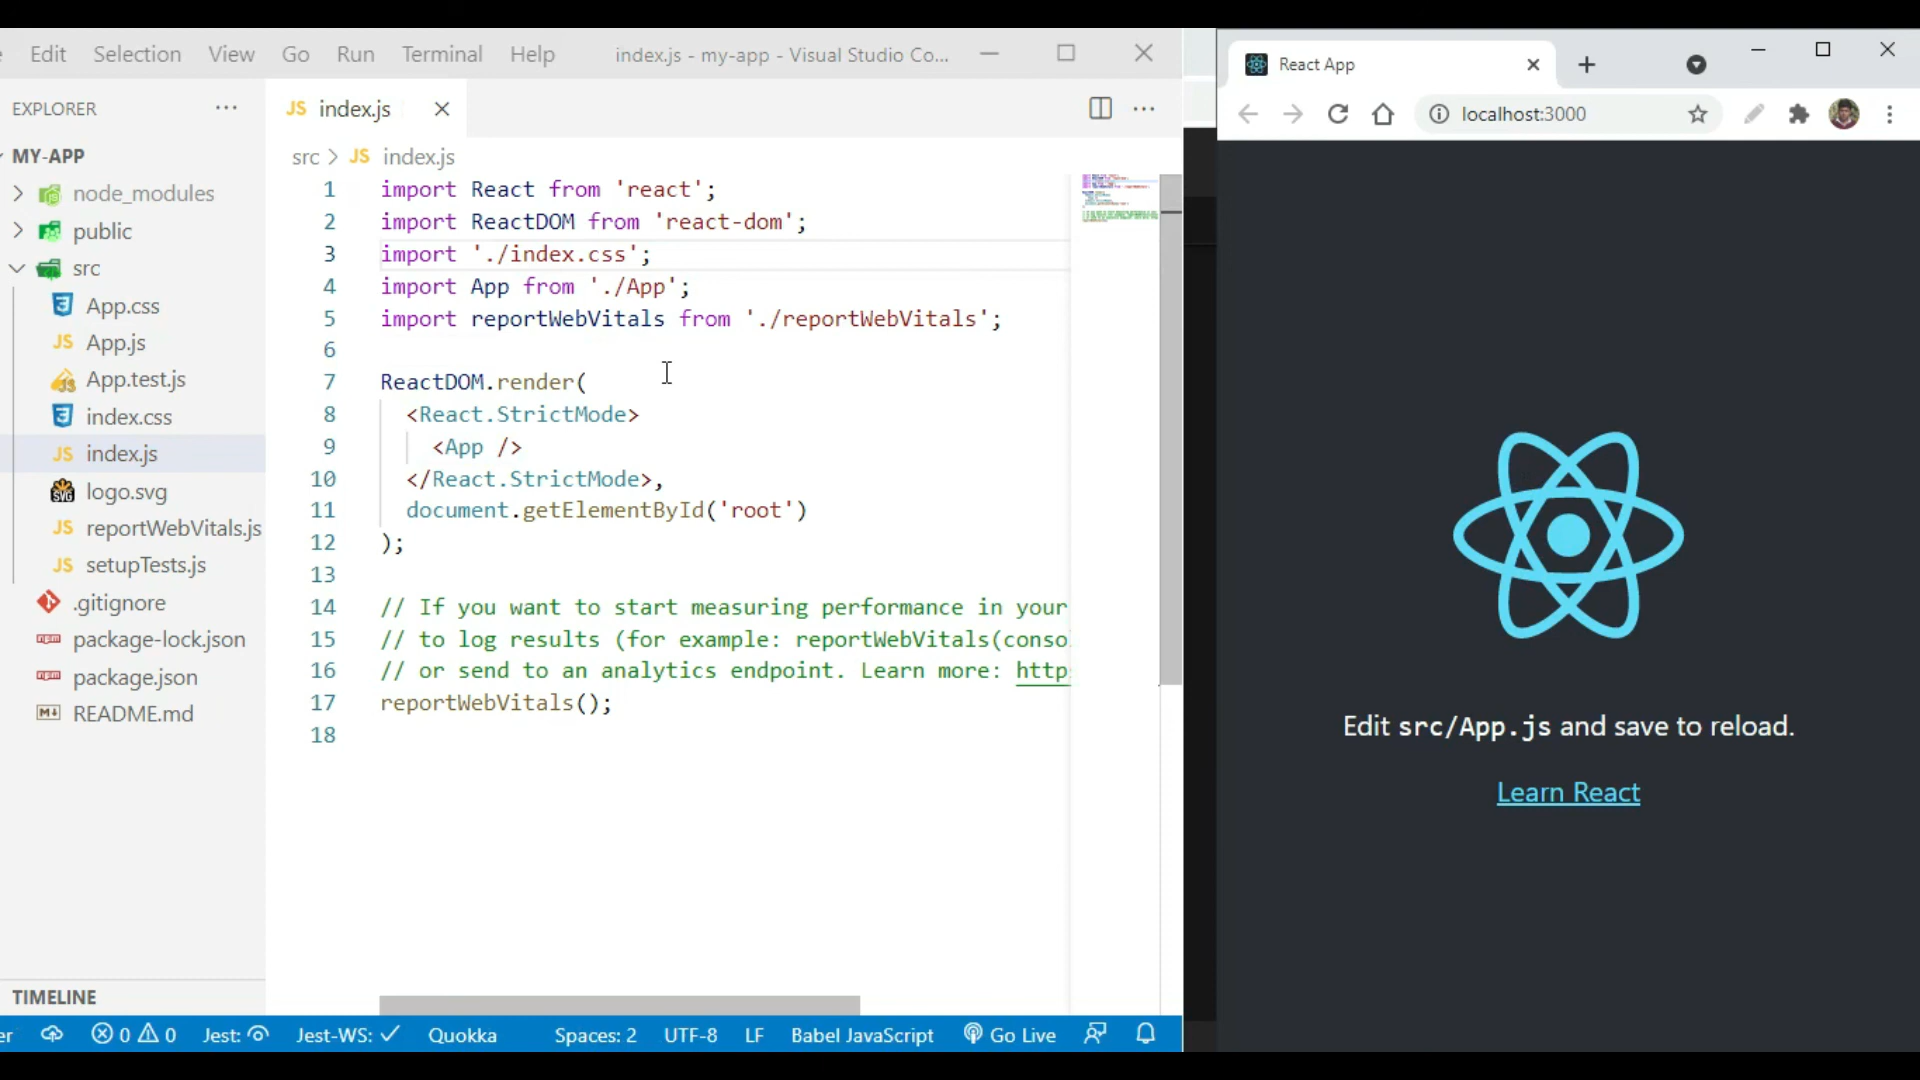 Edit Selection View Go Run Terminal Help index.js - my-app - Visual Studio Co...
EXPLORER
MY-APP
node_modules
public
src
App.css
App.js
App.test.js
index.css
index.js
logo.svg
reportWebVitals.js
setupTests.js
.gitignore
package-lock.json
package.json
README.md
TIMELINE
JS index.js
src > JS index.js
1 import React from 'react';
2 import ReactDOM from 'react-dom';
3 import './index.css';
4 import App from './App';
5 import reportWebVitals from './reportWebVitals';
6
7 ReactDOM.render(
8 <React.StrictMode>
9 <App />
10 </React.StrictMode>,
11 document.getElementById('root')
12 );
13
14 // If you want to start measuring performance in your
15 // to log results (for example: reportWebVitals(conso
16 // or send to an analytics endpoint. Learn more: http
17 reportWebVitals();
18
er 0 0 Jest: Jest-WS: Quokka Spaces: 2 UTF-8 LF Babel JavaScript Go Live
React App
localhost:3000
Edit src/App.js and save to reload.
Learn React